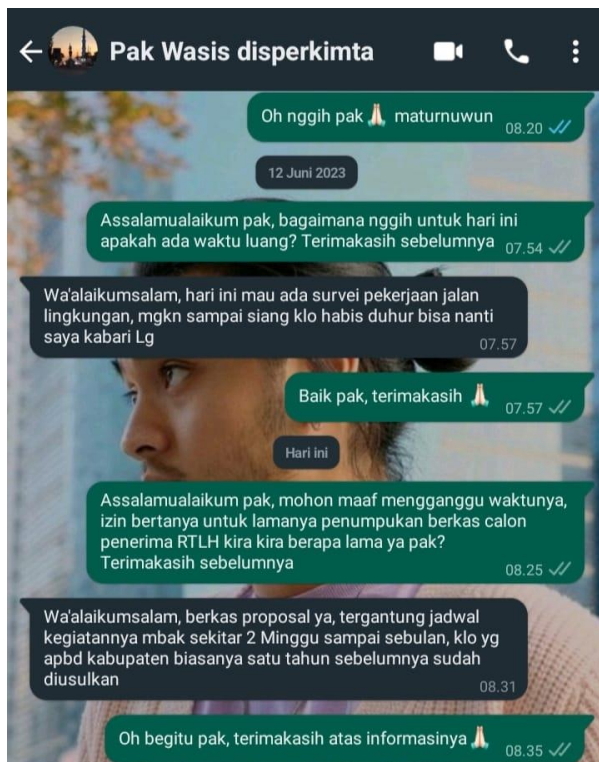 Pak Wasis disperkimta
Oh nggih pak 🙏🏻 maturnuwun
08.20
12 Juni 2023
Assalamualaikum pak, bagaimana nggih untuk hari ini
apakah ada waktu luang? Terimakasih sebelumnya
07.54
Wa'alaikumsalam, hari ini mau ada survei pekerjaan jalan
lingkungan, mgkn sampai siang klo habis duhur bisa nanti
saya kabari Lg
07.57
Baik pak, terimakasih 🙏🏻
07.57
Hari ini
Assalamualaikum pak, mohon maaf mengganggu waktunya,
izin bertanya untuk lamanya penumpukan berkas calon
penerima RTLH kira kira berapa lama ya pak?
Terimakasih sebelumnya
08.25
Wa'alaikumsalam, berkas proposal ya, tergantung jadwal
kegiatannya mbak sekitar 2 Minggu sampai sebulan, klo yg
apbd kabupaten biasanya satu tahun sebelumnya sudah
diusulkan
08.31
Oh begitu pak, terimakasih atas informasinya 🙏🏻
08.35